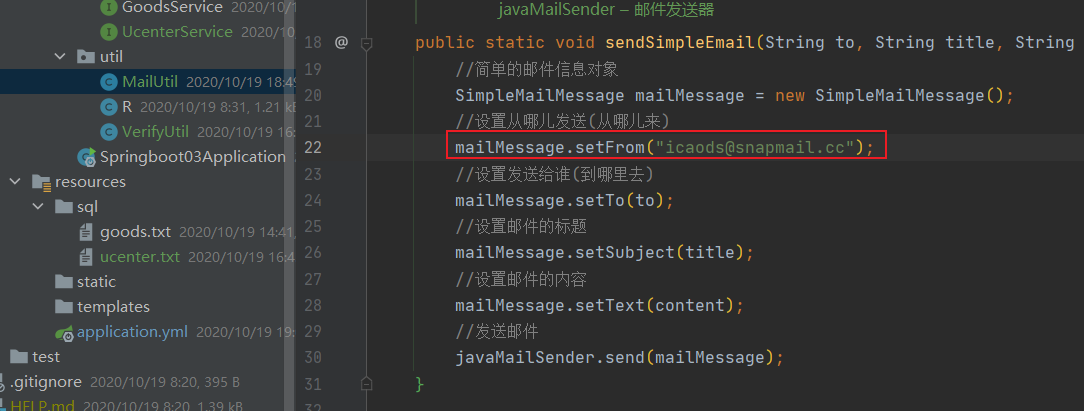 GoodsService 2020/10/1
UcenterService 2020/10/
util
MailUtil 2020/10/19 18:49
R 2020/10/19 8:31, 1.21 kB
VerifyUtil 2020/10/19 16:4
Springboot03Application
resources
sql
goods.txt 2020/10/19 14:41,
ucenter.txt 2020/10/19 16:4
static
templates
application.yml 2020/10/19 19:
test
.gitignore 2020/10/19 8:20, 395 B
HELP.md 2020/10/19 8:20, 1.39 kB
javaMailSender – 邮件发送器
18 @ public static void sendSimpleEmail(String to, String title, String
19 //简单的邮件信息对象
20 SimpleMailMessage mailMessage = new SimpleMailMessage();
21 //设置从哪儿发送(从哪儿来)
22 mailMessage.setFrom("icaods@snapmail.cc");
23 //设置发送给谁(到哪里去)
24 mailMessage.setTo(to);
25 //设置邮件的标题
26 mailMessage.setSubject(title);
27 //设置邮件的内容
28 mailMessage.setText(content);
29 //发送邮件
30 javaMailSender.send(mailMessage);
31 }
32